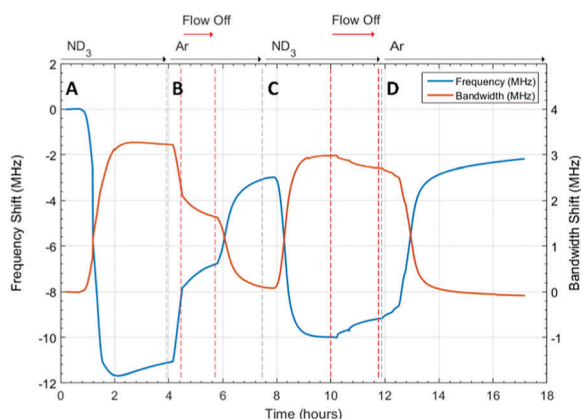 Flow Off
Flow Off
ND3
Ar
ND3
Ar
A
B
C
D
Frequency (MHz)
Bandwidth (MHz)
2
0
-2
-4
-6
-8
-10
-12
Frequency Shift (MHz)
4
3
2
1
0
-1
Bandwidth Shift (MHz)
0
2
4
6
8
10
12
14
16
18
Time (hours)